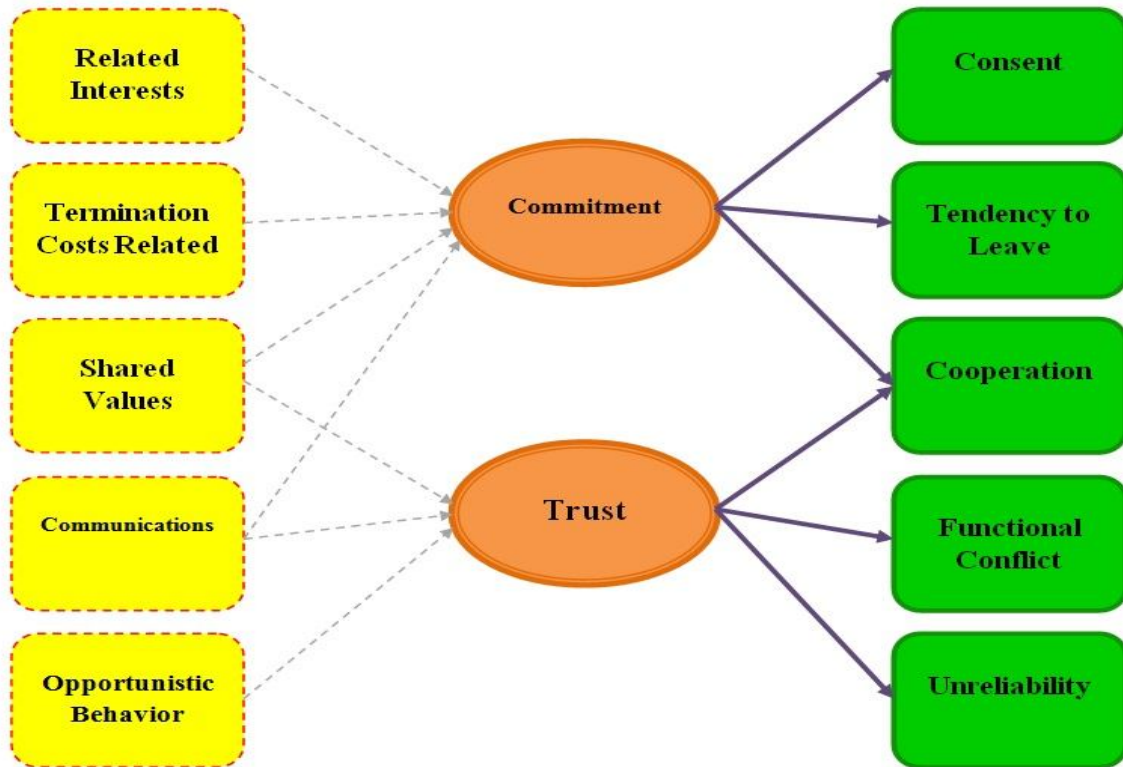 Related
Interests
Termination
Costs Related
Shared
Values
Communications
Opportunistic
Behavior
Commitment
Trust
Consent
Tendency to
Leave
Cooperation
Functional
Conflict
Unreliability